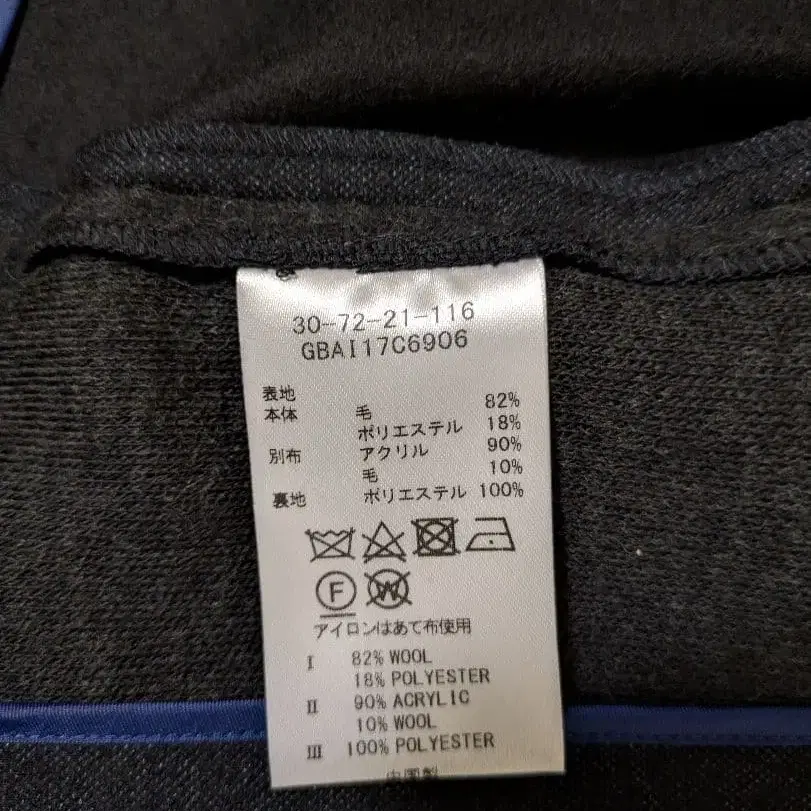 30-72-21-116
GBAI17C6906
表地
本体 毛 82%
ポリエステル 18%
別布 アクリル 90%
毛 10%
裏地 ポリエステル 100%
F W
アイロンはあて布使用
I 82% WOOL
18% POLYESTER
II 90% ACRYLIC
10% WOOL
III 100% POLYESTER
中国製